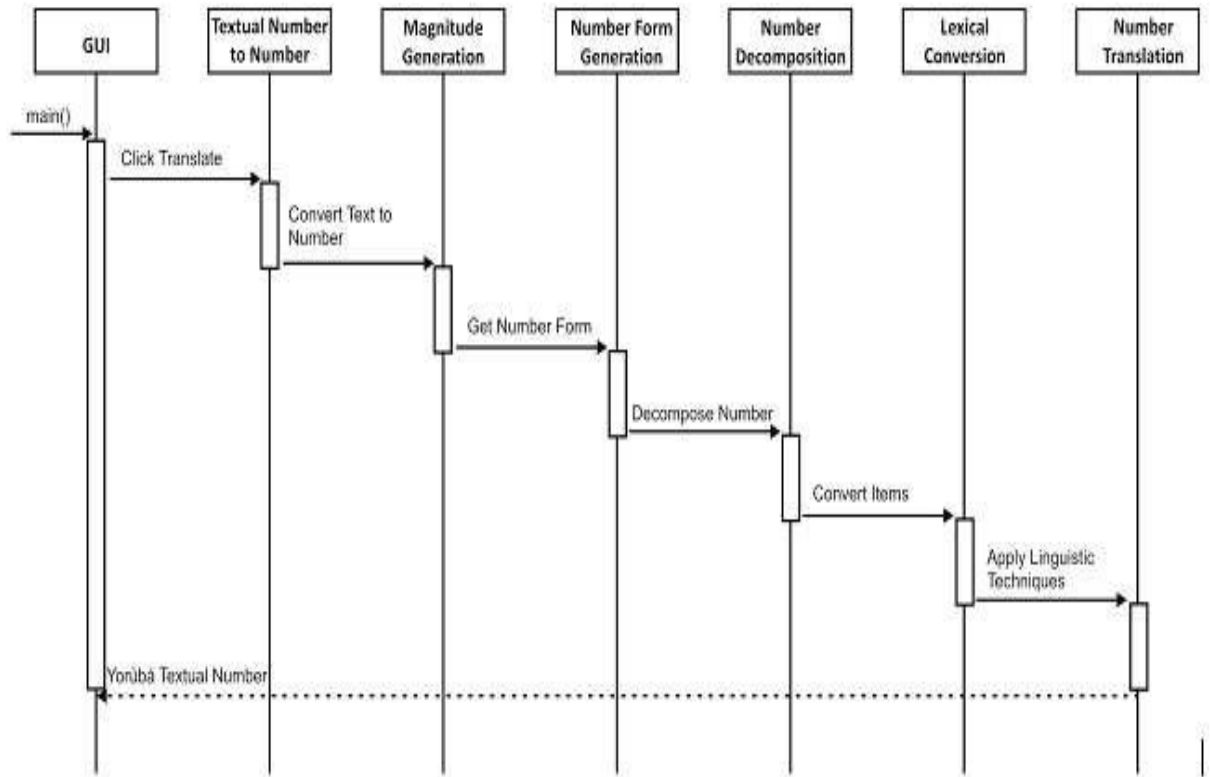 GUI
Textual Number
to Number
Magnitude
Generation
Number Form
Generation
Number
Decomposition
Lexical
Conversion
Number
Translation
main()
Click Translate
Convert Text to
Number
Get Number Form
Decompose Number
Convert Items
Apply Linguistic
Techniques
Yorùbá Textual Number